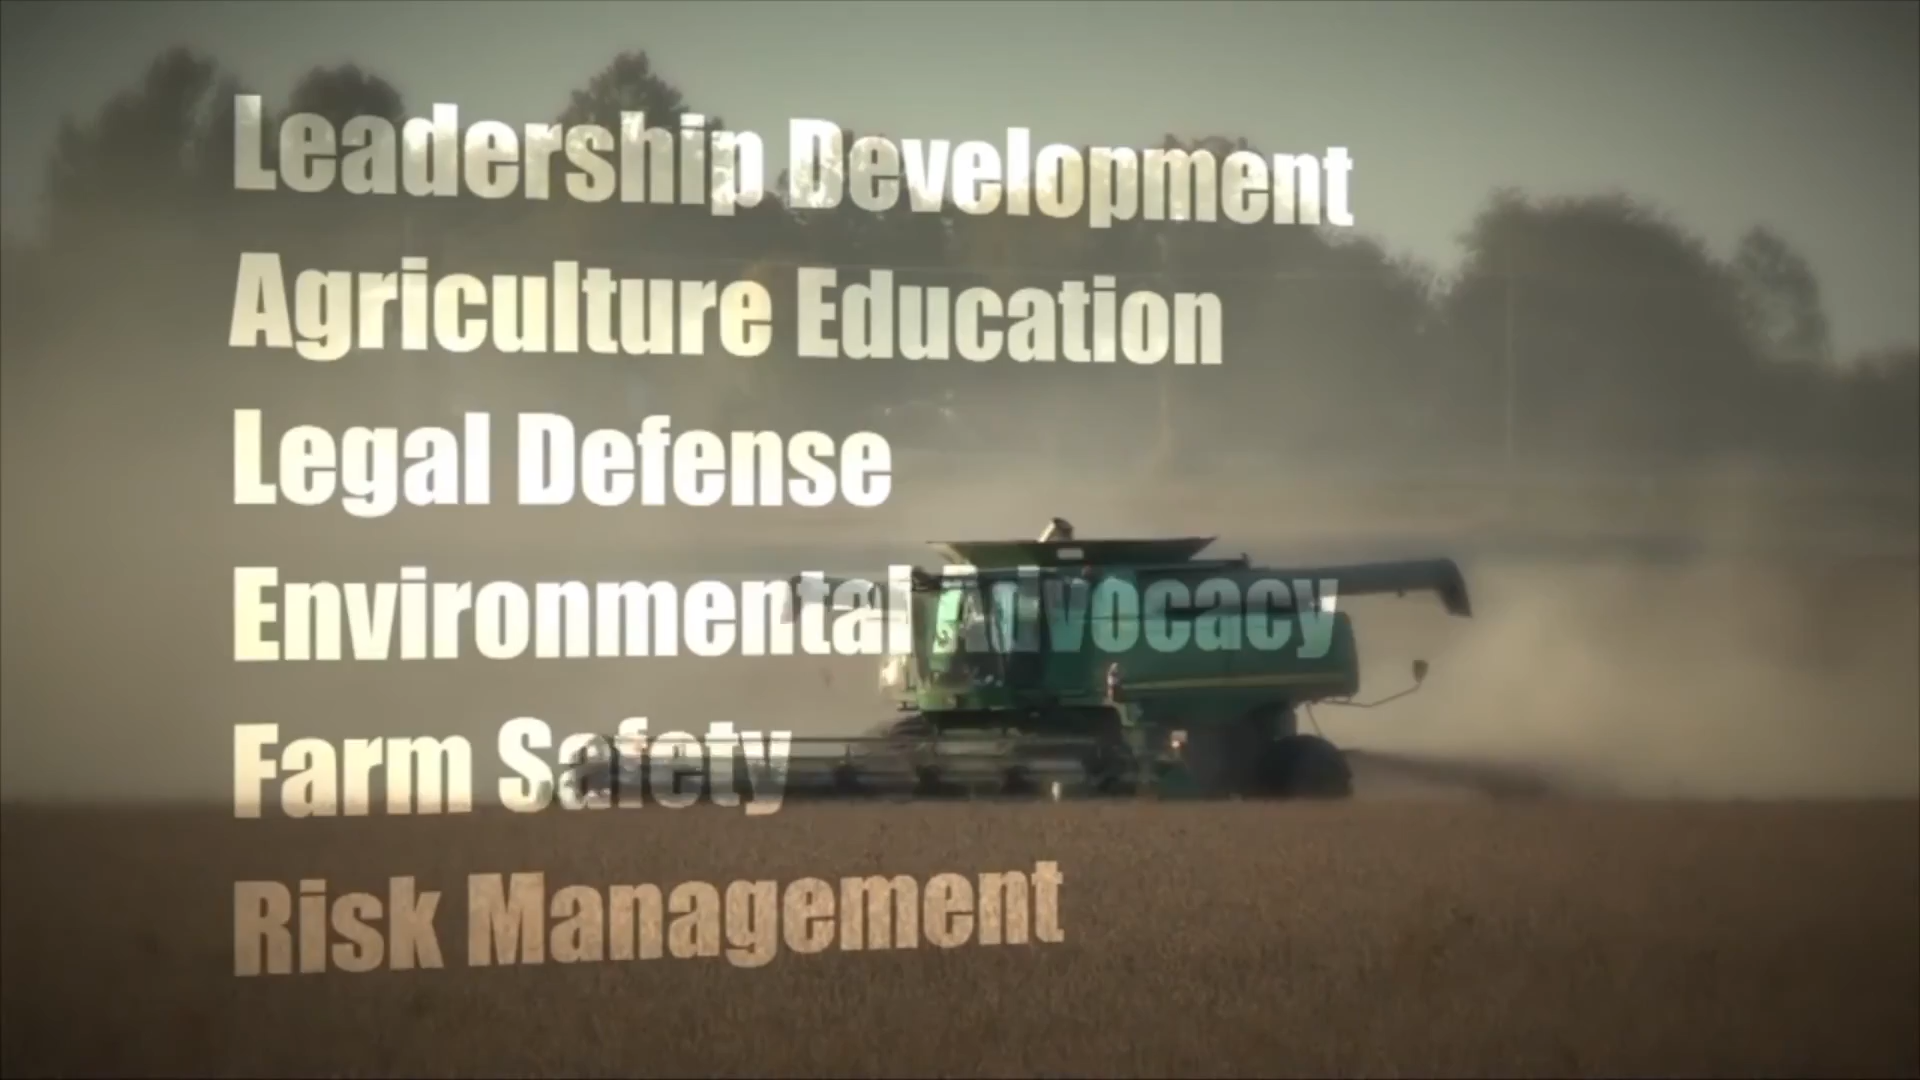 Leadership Development
Agriculture Education
Legal Defense
Environmental Advocacy
Farm Safety
Risk Management